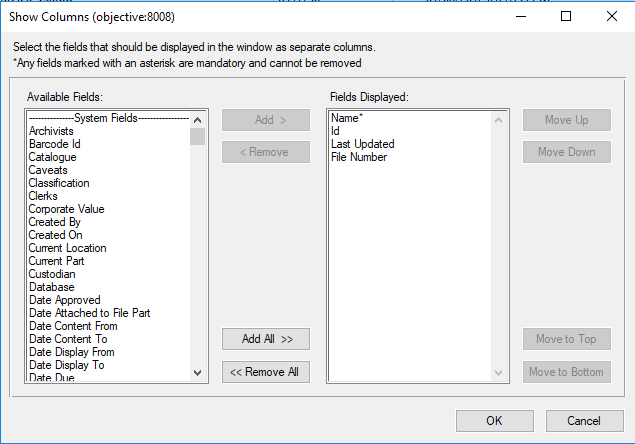 Show Columns (objective:8008)
Select the fields that should be displayed in the window as separate columns.
*Any fields marked with an asterisk are mandatory and cannot be removed
Available Fields:
---------------System Fields-----------------
Archivists
Barcode Id
Catalogue
Caveats
Classification
Clerks
Corporate Value
Created By
Created On
Current Location
Current Part
Custodian
Database
Date Approved
Date Attached to File Part
Date Content From
Date Content To
Date Display From
Date Display To
Date Due
Add >
< Remove
Add All >>
<< Remove All
Fields Displayed:
Name*
Id
Last Updated
File Number
Move Up
Move Down
Move to Top
Move to Bottom
OK
Cancel